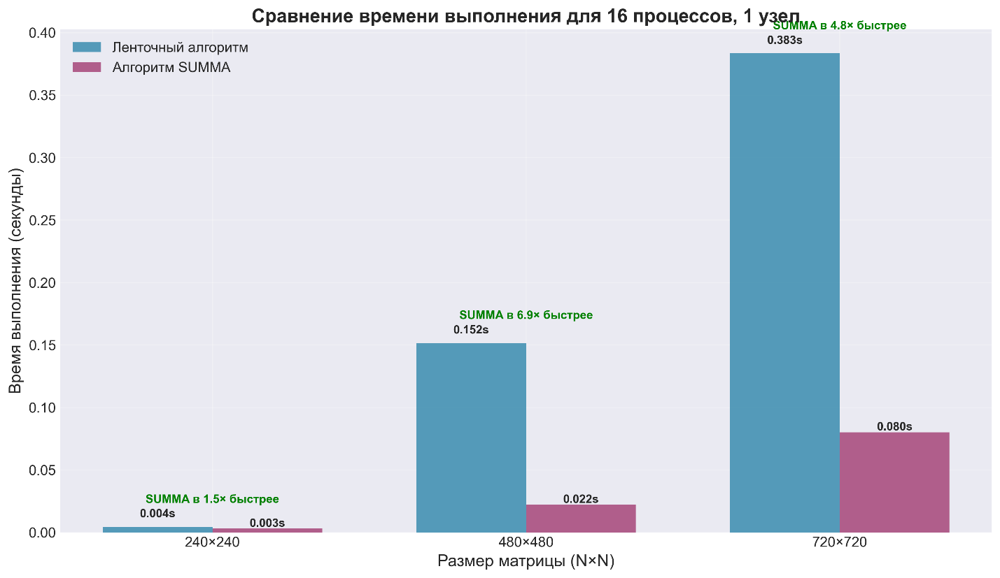 Сравнение времени выполнения для 16 процессов, 1 узел
SUMMA в 4.8× быстрее
0.383s
Ленточный алгоритм
Алгоритм SUMMA
0.40
0.35
0.30
0.25
0.20
0.15
0.10
0.05
0.00
Время выполнения (секунды)
SUMMA в 6.9× быстрее
0.152s
0.080s
0.022s
SUMMA в 1.5× быстрее
0.004s
0.003s
240×240
480×480
720×720
Размер матрицы (N×N)